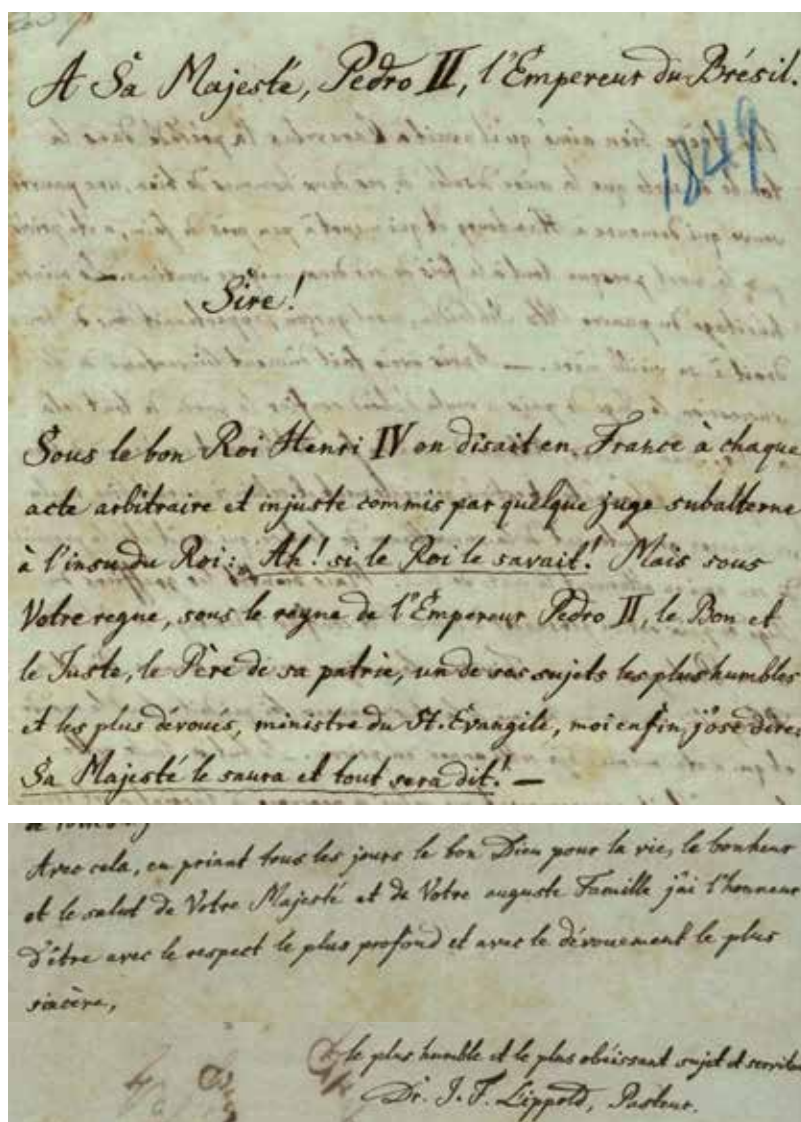 A Sa Majesté, Pedro II, l'Empereur du Brésil.
1849
Sire!
Sous le bon Roi Henri IV on disait en France à chaque
acte arbitraire et injuste commis par quelque juge subalterne
à l'insu du Roi: Ah! si le Roi le savait! Mais sous
Votre regne, sous le règne de l'Empereur Pedro II, le Bon et
le Juste, le Père de sa patrie, un de ses sujets les plus humbles
et les plus dévoués, ministre du St. Évangile, moi enfin, j'ose dire:
Sa Majesté le saura et tout sera dit! —
Avec cela, en priant tous les jours le bon Dieu pour la vie, le bonheur
et le salut de Votre Majesté et de Votre auguste Famille j'ai l'honneur
d'être avec le respect le plus profond et avec le dévouement le plus
sincère,
le plus humble et le plus obéissant sujet et
Dr. J. F. Lippold, Pasteur.